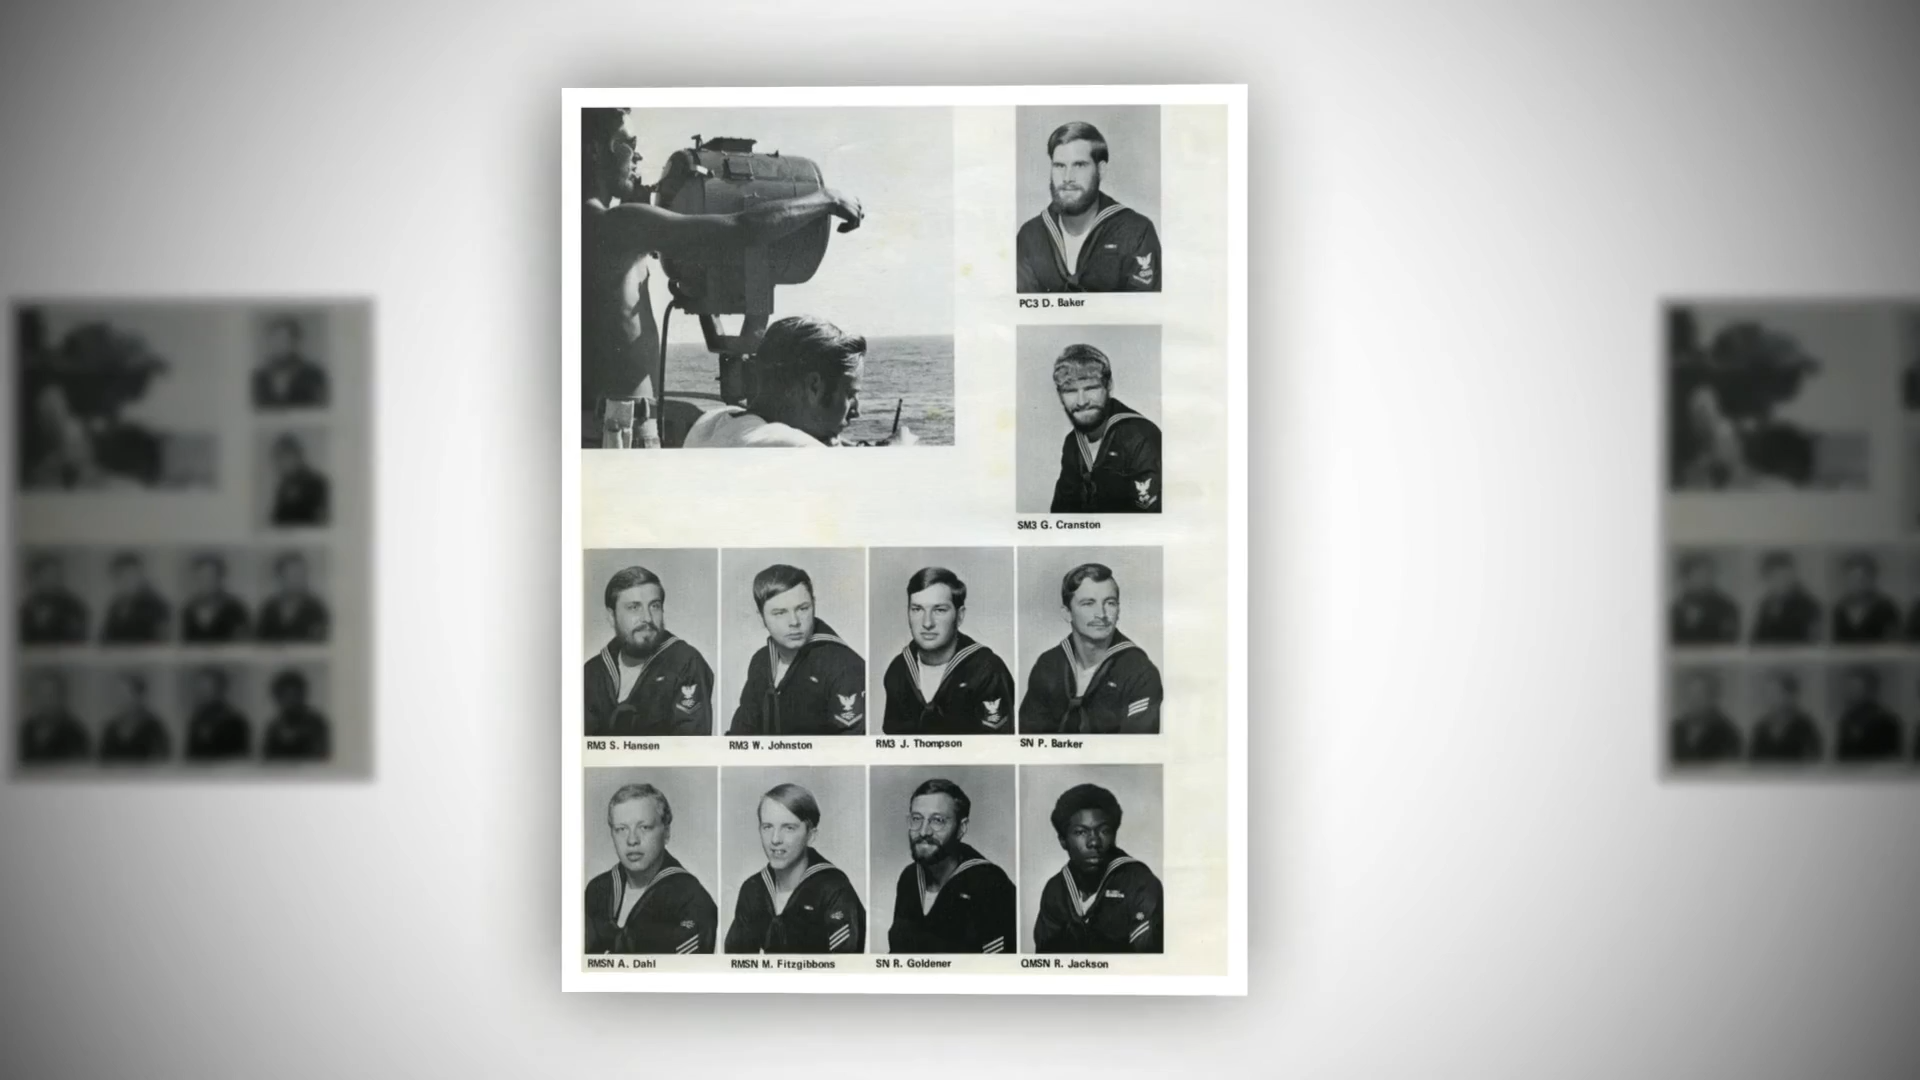 PC3 D. Baker
SM3 G. Cranston
RM3 S. Hansen
RM3 W. Johnston
RM3 J. Thompson
SN P. Barker
RMSN A. Dahl
RMSN M. Fitzgibbons
SN R. Goldener
QMSN R. Jackson